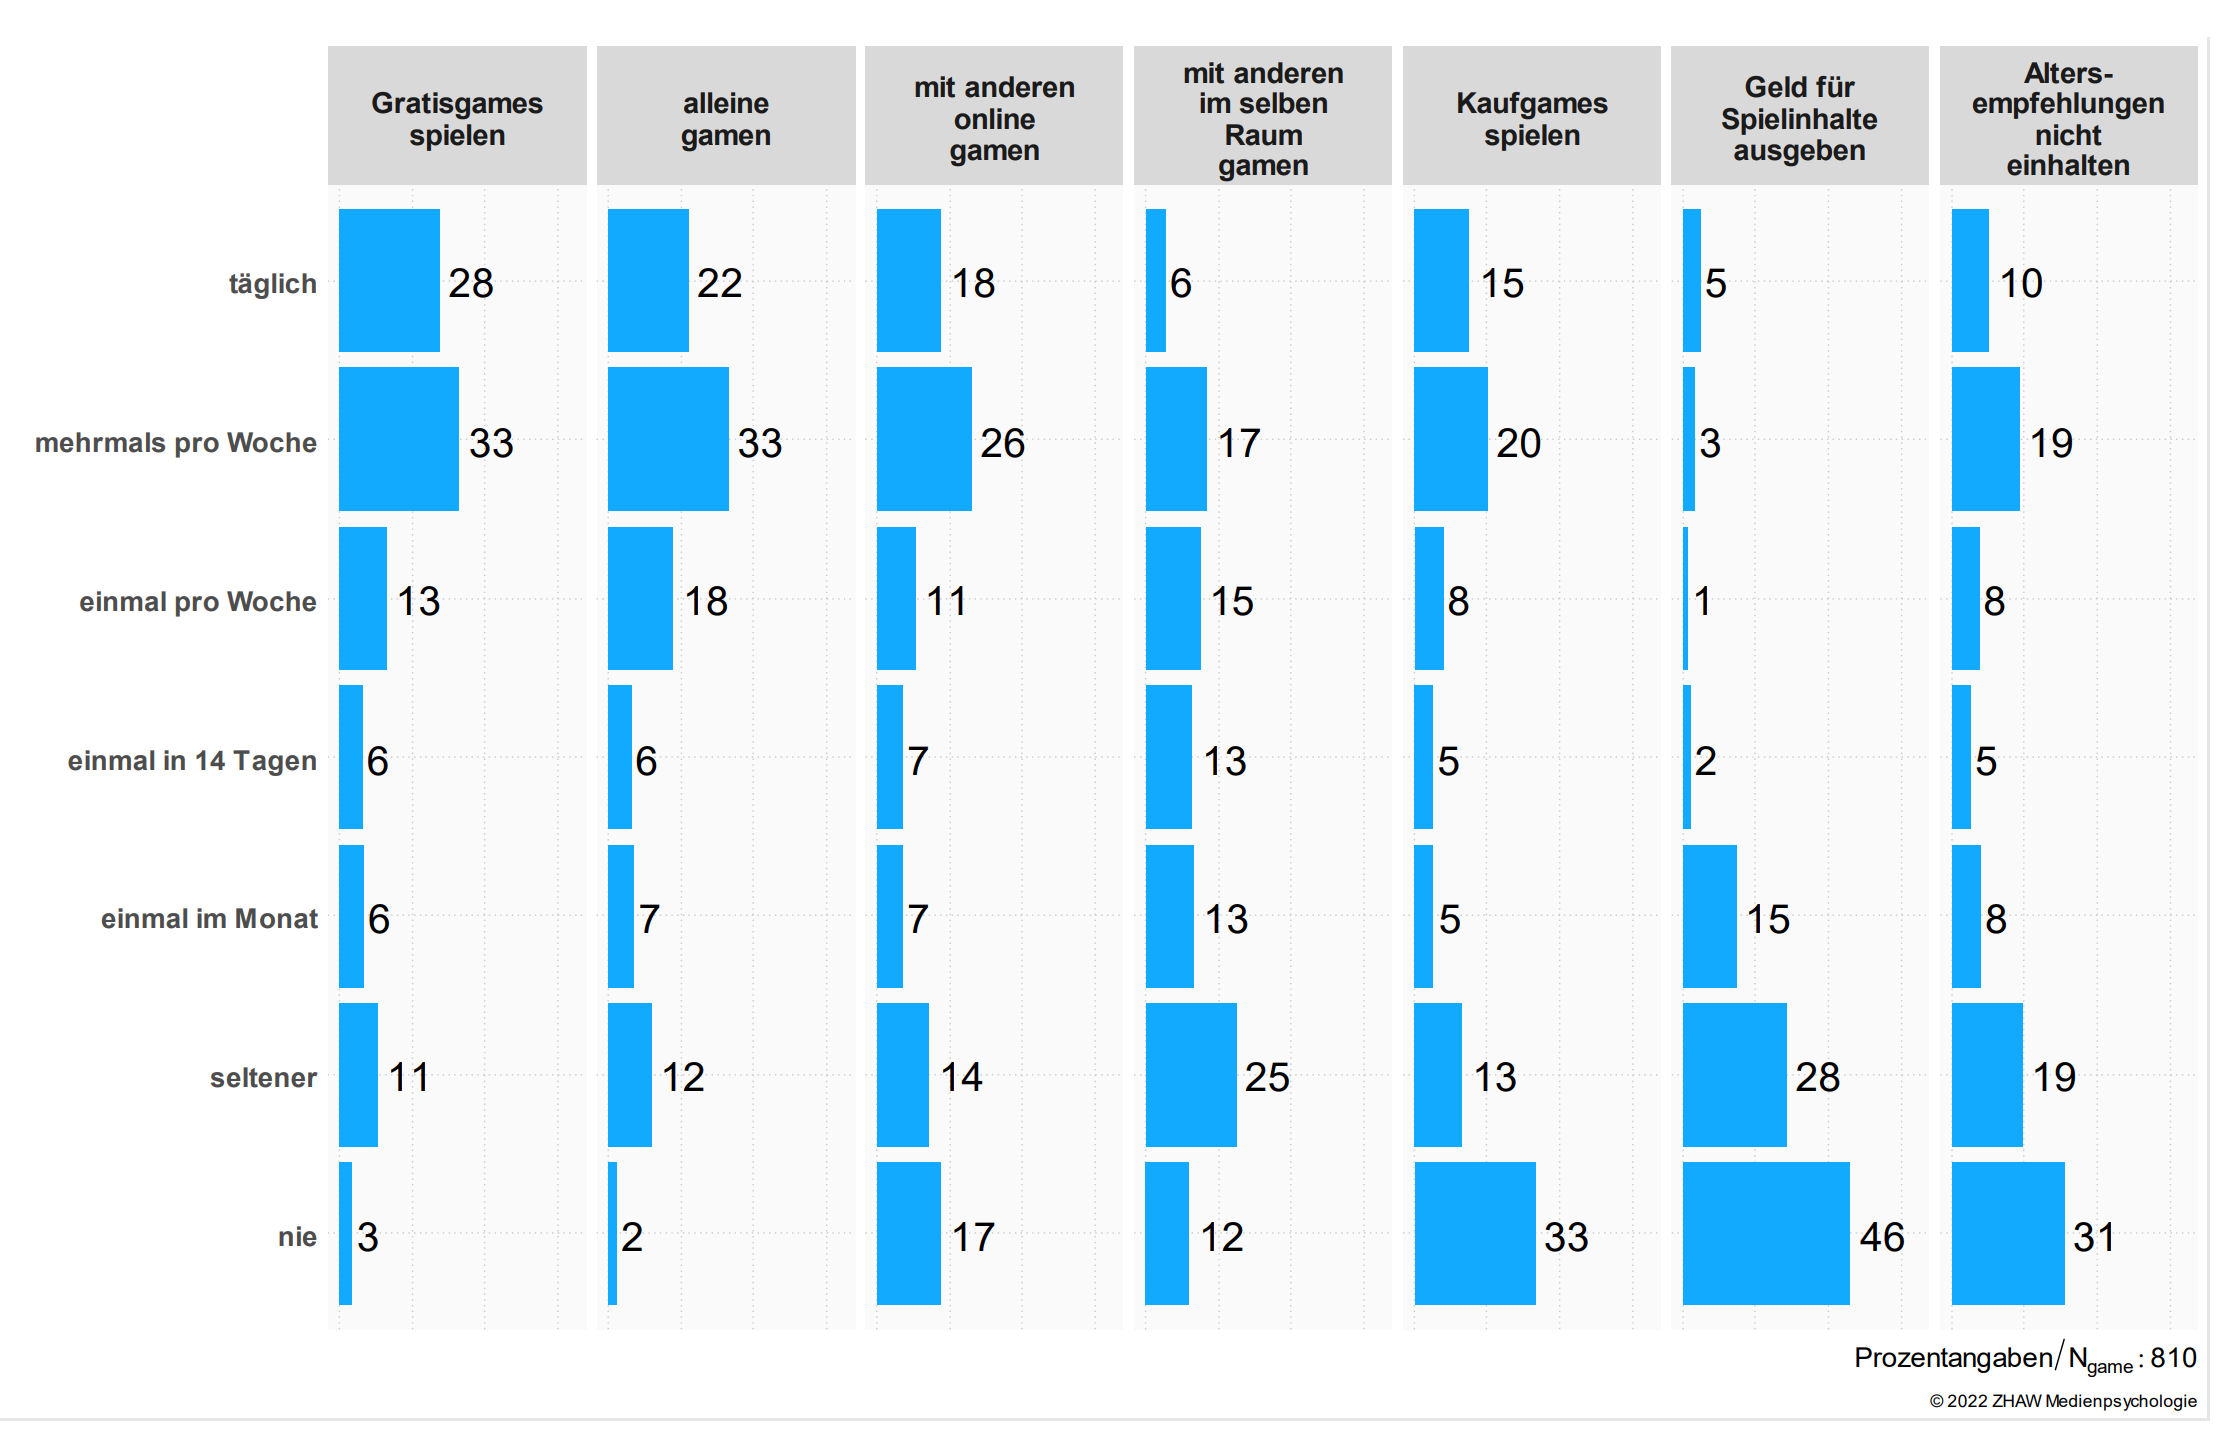 Gratisgames
spielen
alleine
gamen
mit anderen
online
gamen
mit anderen
im selben
Raum
gamen
Kaufgames
spielen
Geld für
Spielinhalte
ausgeben
Alters-
empfehlungen
nicht
einhalten
täglich 28 22 18 6 15 5 10
mehrmals pro Woche 33 33 26 17 20 3 19
einmal pro Woche 13 18 11 15 8 1 8
einmal in 14 Tagen 6 6 7 13 5 2 5
einmal im Monat 6 7 7 13 5 15 8
seltener 11 12 14 25 13 28 19
nie 3 2 17 12 33 46 31
Prozentangaben/Ngame: 810
© 2022 ZHAW Medienpsychologie